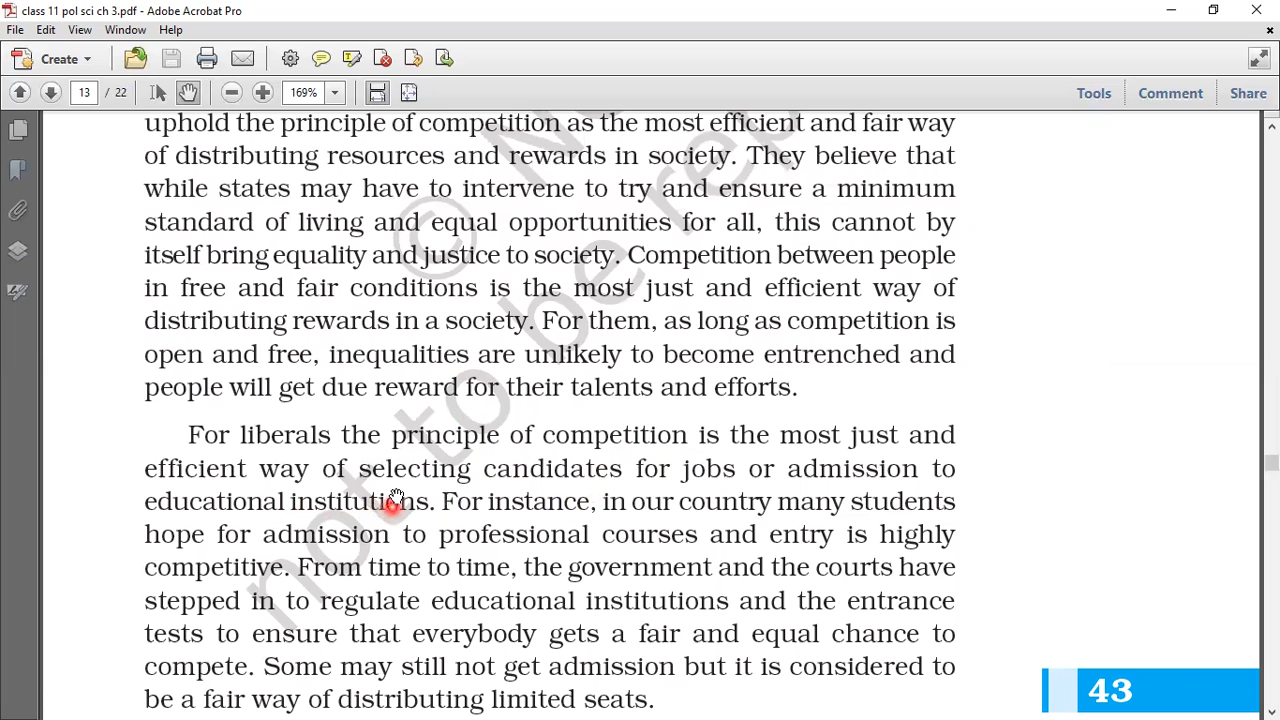 class 11 pol sci ch 3.pdf - Adobe Acrobat Pro
File Edit View Window Help
Create
13 / 22 169% Tools Comment Share
uphold the principle of competition as the most efficient and fair way
of distributing resources and rewards in society. They believe that
while states may have to intervene to try and ensure a minimum
standard of living and equal opportunities for all, this cannot by
itself bring equality and justice to society. Competition between people
in free and fair conditions is the most just and efficient way of
distributing rewards in a society. For them, as long as competition is
open and free, inequalities are unlikely to become entrenched and
people will get due reward for their talents and efforts.
For liberals the principle of competition is the most just and
efficient way of selecting candidates for jobs or admission to
educational institutions. For instance, in our country many students
hope for admission to professional courses and entry is highly
competitive. From time to time, the government and the courts have
stepped in to regulate educational institutions and the entrance
tests to ensure that everybody gets a fair and equal chance to
compete. Some may still not get admission but it is considered to
be a fair way of distributing limited seats.
43
© N
not to be rep